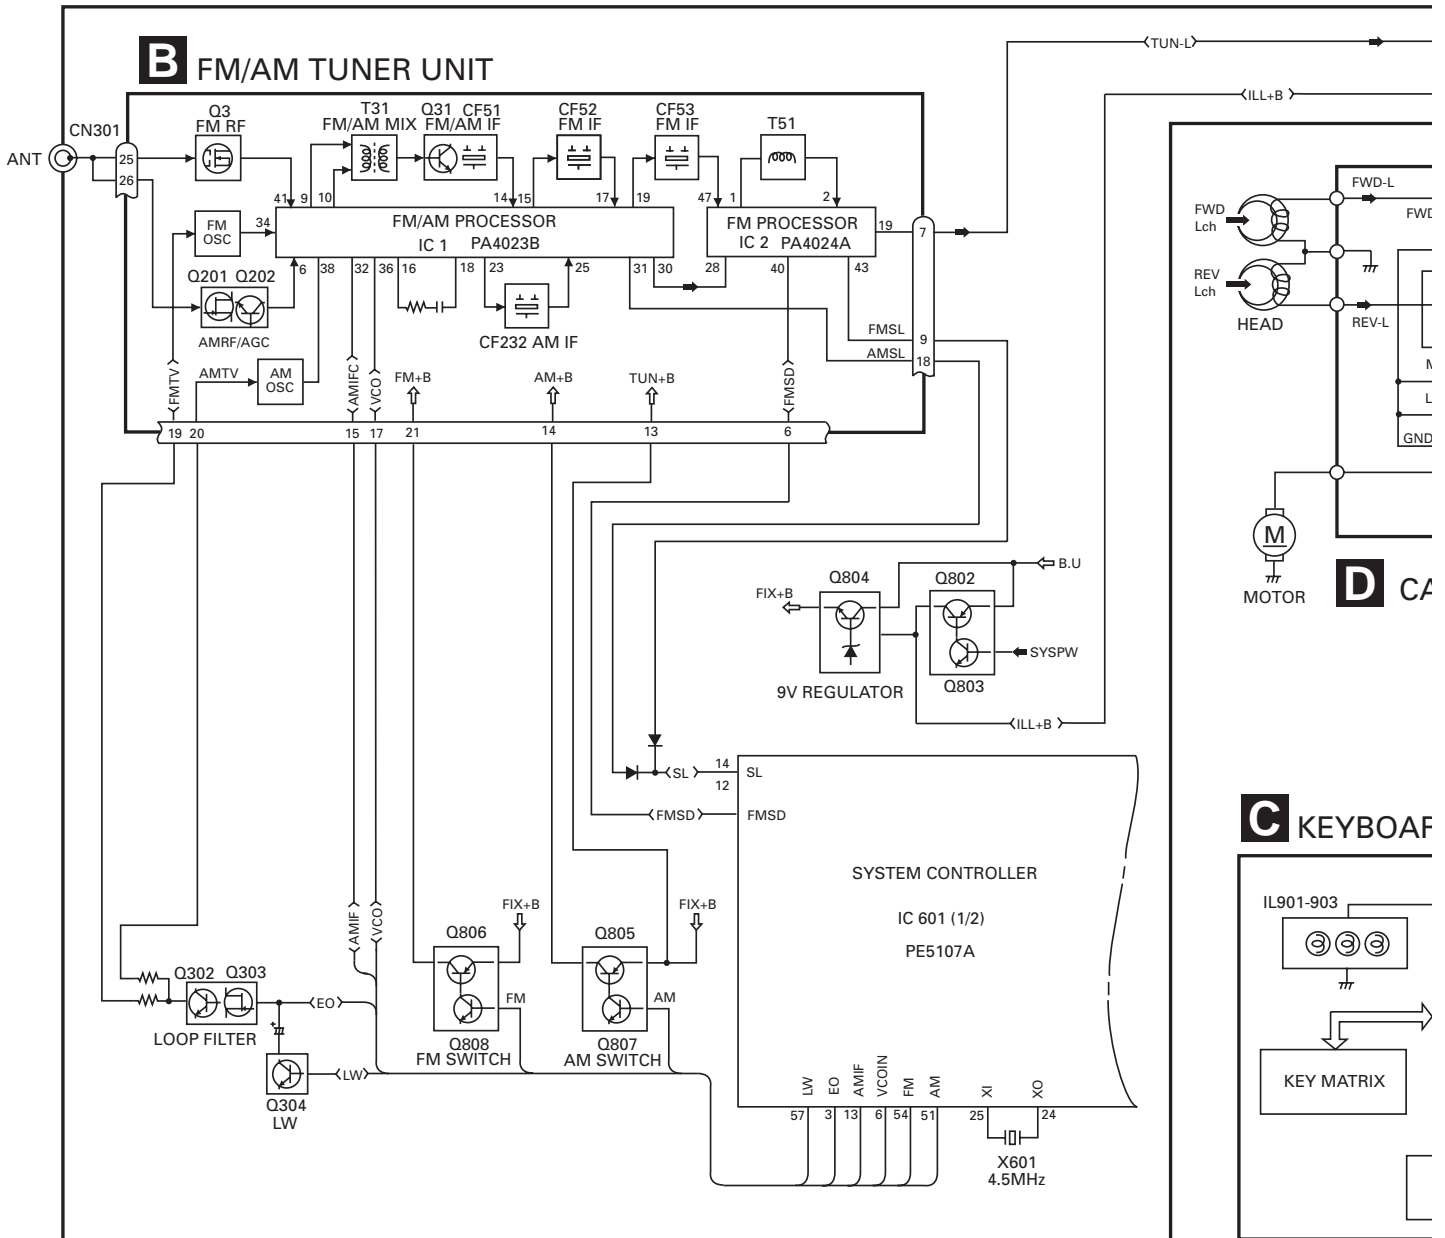 B FM/AM TUNER UNIT
TUN-L
ILL+B
ANT
CN301
25
26
Q3
FM RF
T31
FM/AM MIX
Q31 CF51
FM/AM IF
CF52
FM IF
CF53
FM IF
T51
41
9
10
14
15
17
19
47
1
2
FM/AM PROCESSOR
IC 1 PA4023B
FM PROCESSOR
IC 2 PA4024A
19
7
FM
OSC
34
6
38
32
36
16
18
23
25
31
30
28
40
43
Q201 Q202
AMRF/AGC
CF232 AM IF
FMSL
9
AMSL
18
AMTV
AM
OSC
FMTV
AMIFC
VCO
FM+B
AM+B
TUN+B
FMSD
19
20
15
17
21
14
13
6
FWD
Lch
REV
Lch
HEAD
FWD-L
REV-L
GND
M
MOTOR
D
Q804
Q802
B.U
FIX+B
SYSPW
9V REGULATOR
Q803
ILL+B
SL
14
SL
12
FMSD
FMSD
SYSTEM CONTROLLER
IC 601 (1/2)
PE5107A
C
IL901-903
KEY MATRIX
AMIF
VCO
FIX+B
FIX+B
Q806
Q805
FM
AM
Q808
FM SWITCH
Q807
AM SWITCH
Q302 Q303
EO
LOOP FILTER
+
LW
Q304
LW
LW
EO
AMIF
VCOIN
FM
AM
XI
XO
57
3
13
6
54
51
25
24
X601
4.5MHz